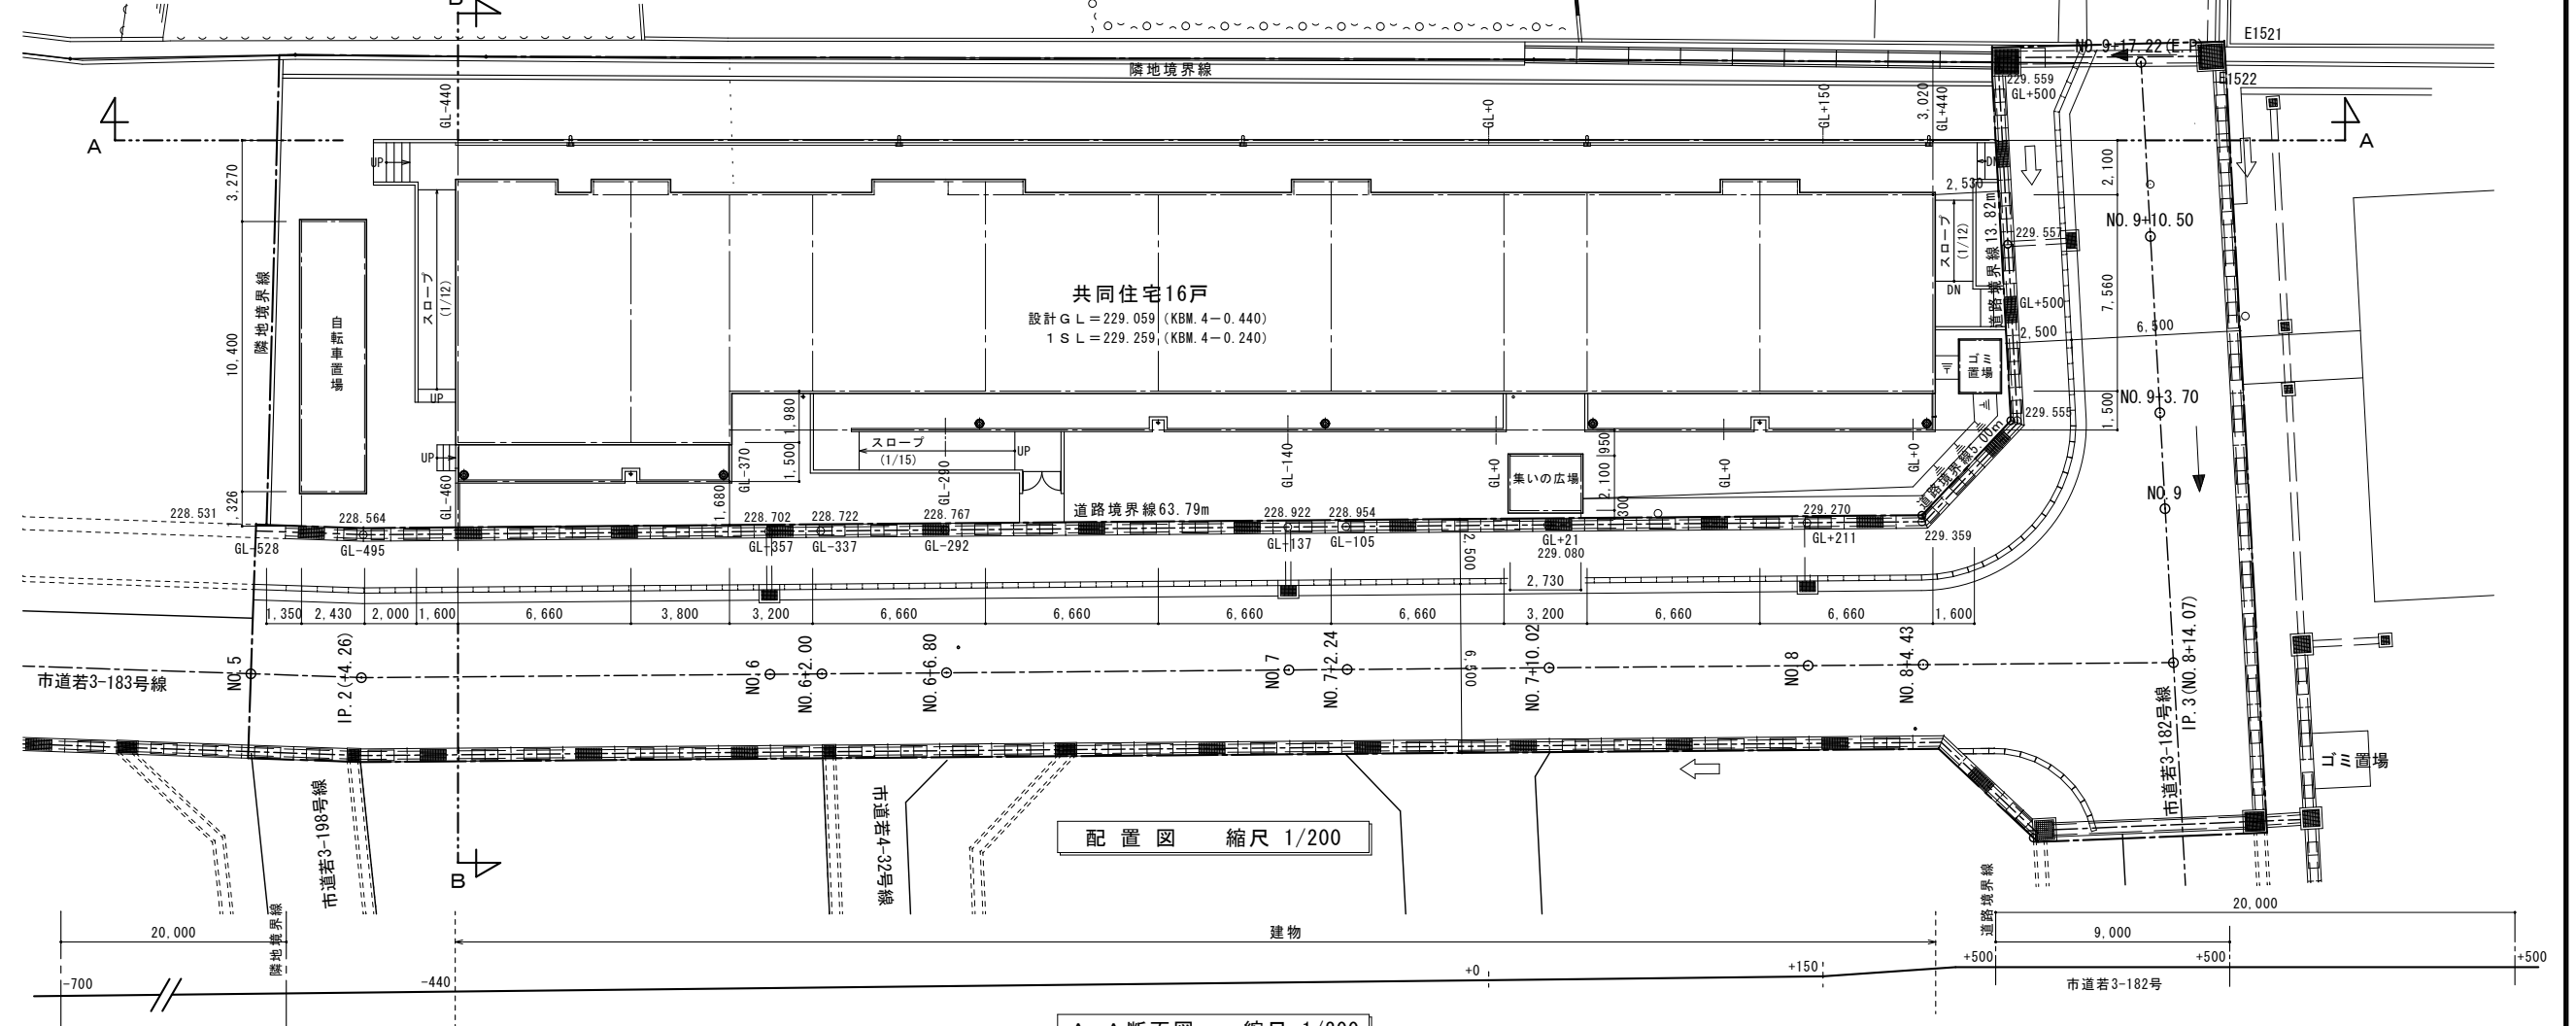 B
E1521
NO.9+17.22(E.P)
隣地境界線
E1522
229.559
GL+500
GL-440
GL+0
GL+150
3,020
GL+440
A
A
UP
DN
3,270
2,100
2,530
NO.9+10.50
スロープ
(1/12)
道路境界線13.82m
229.557
隣地境界線
自転車置場
10,400
スロープ
(1/12)
共同住宅16戸
設計GL=229.059 (KBM.4-0.440)
1SL=229.259 (KBM.4-0.240)
DN
GL+500
7,560
2,500
6,500
ゴミ
置場
UP
NO.9+3.70
1,980
229.555
1,500
スロープ
(1/15)
UP
UP
1,500
GL-370
GL-290
GL-140
GL+0
950
2,100
300
GL+0
GL+0
道路境界線5.00m
集いの広場
NO.9
GL-460
1,680
1,326
228.531
228.564
228.702
228.722
228.767
道路境界線63.79m
228.922
228.954
229.270
229.359
GL-528
GL-495
GL-357
GL-337
GL-292
GL-137
GL-105
GL+21
229.080
GL+211
2,500
2,730
1,350
2,430
2,000
1,600
6,660
3,800
3,200
6,660
6,660
6,660
6,660
3,200
6,660
6,660
1,600
市道若3-183号線
NO.5
IP.2(+4.26)
NO.6
NO.6+2.00
NO.6+6.80
NO.7
NO.7+2.24
6,500
NO.7+10.02
NO.8
NO.8+4.43
IP.3(NO.8+14.07)
市道若3-182号線
ゴミ置場
市道若3-198号線
市道若4-32号線
配置図 縮尺 1/200
B
隣地境界線
道路境界線
20,000
建物
20,000
9,000
-700
-440
+0
+150
+500
+500
+500
市道若3-182号
A-A断面図 縮尺 1/200